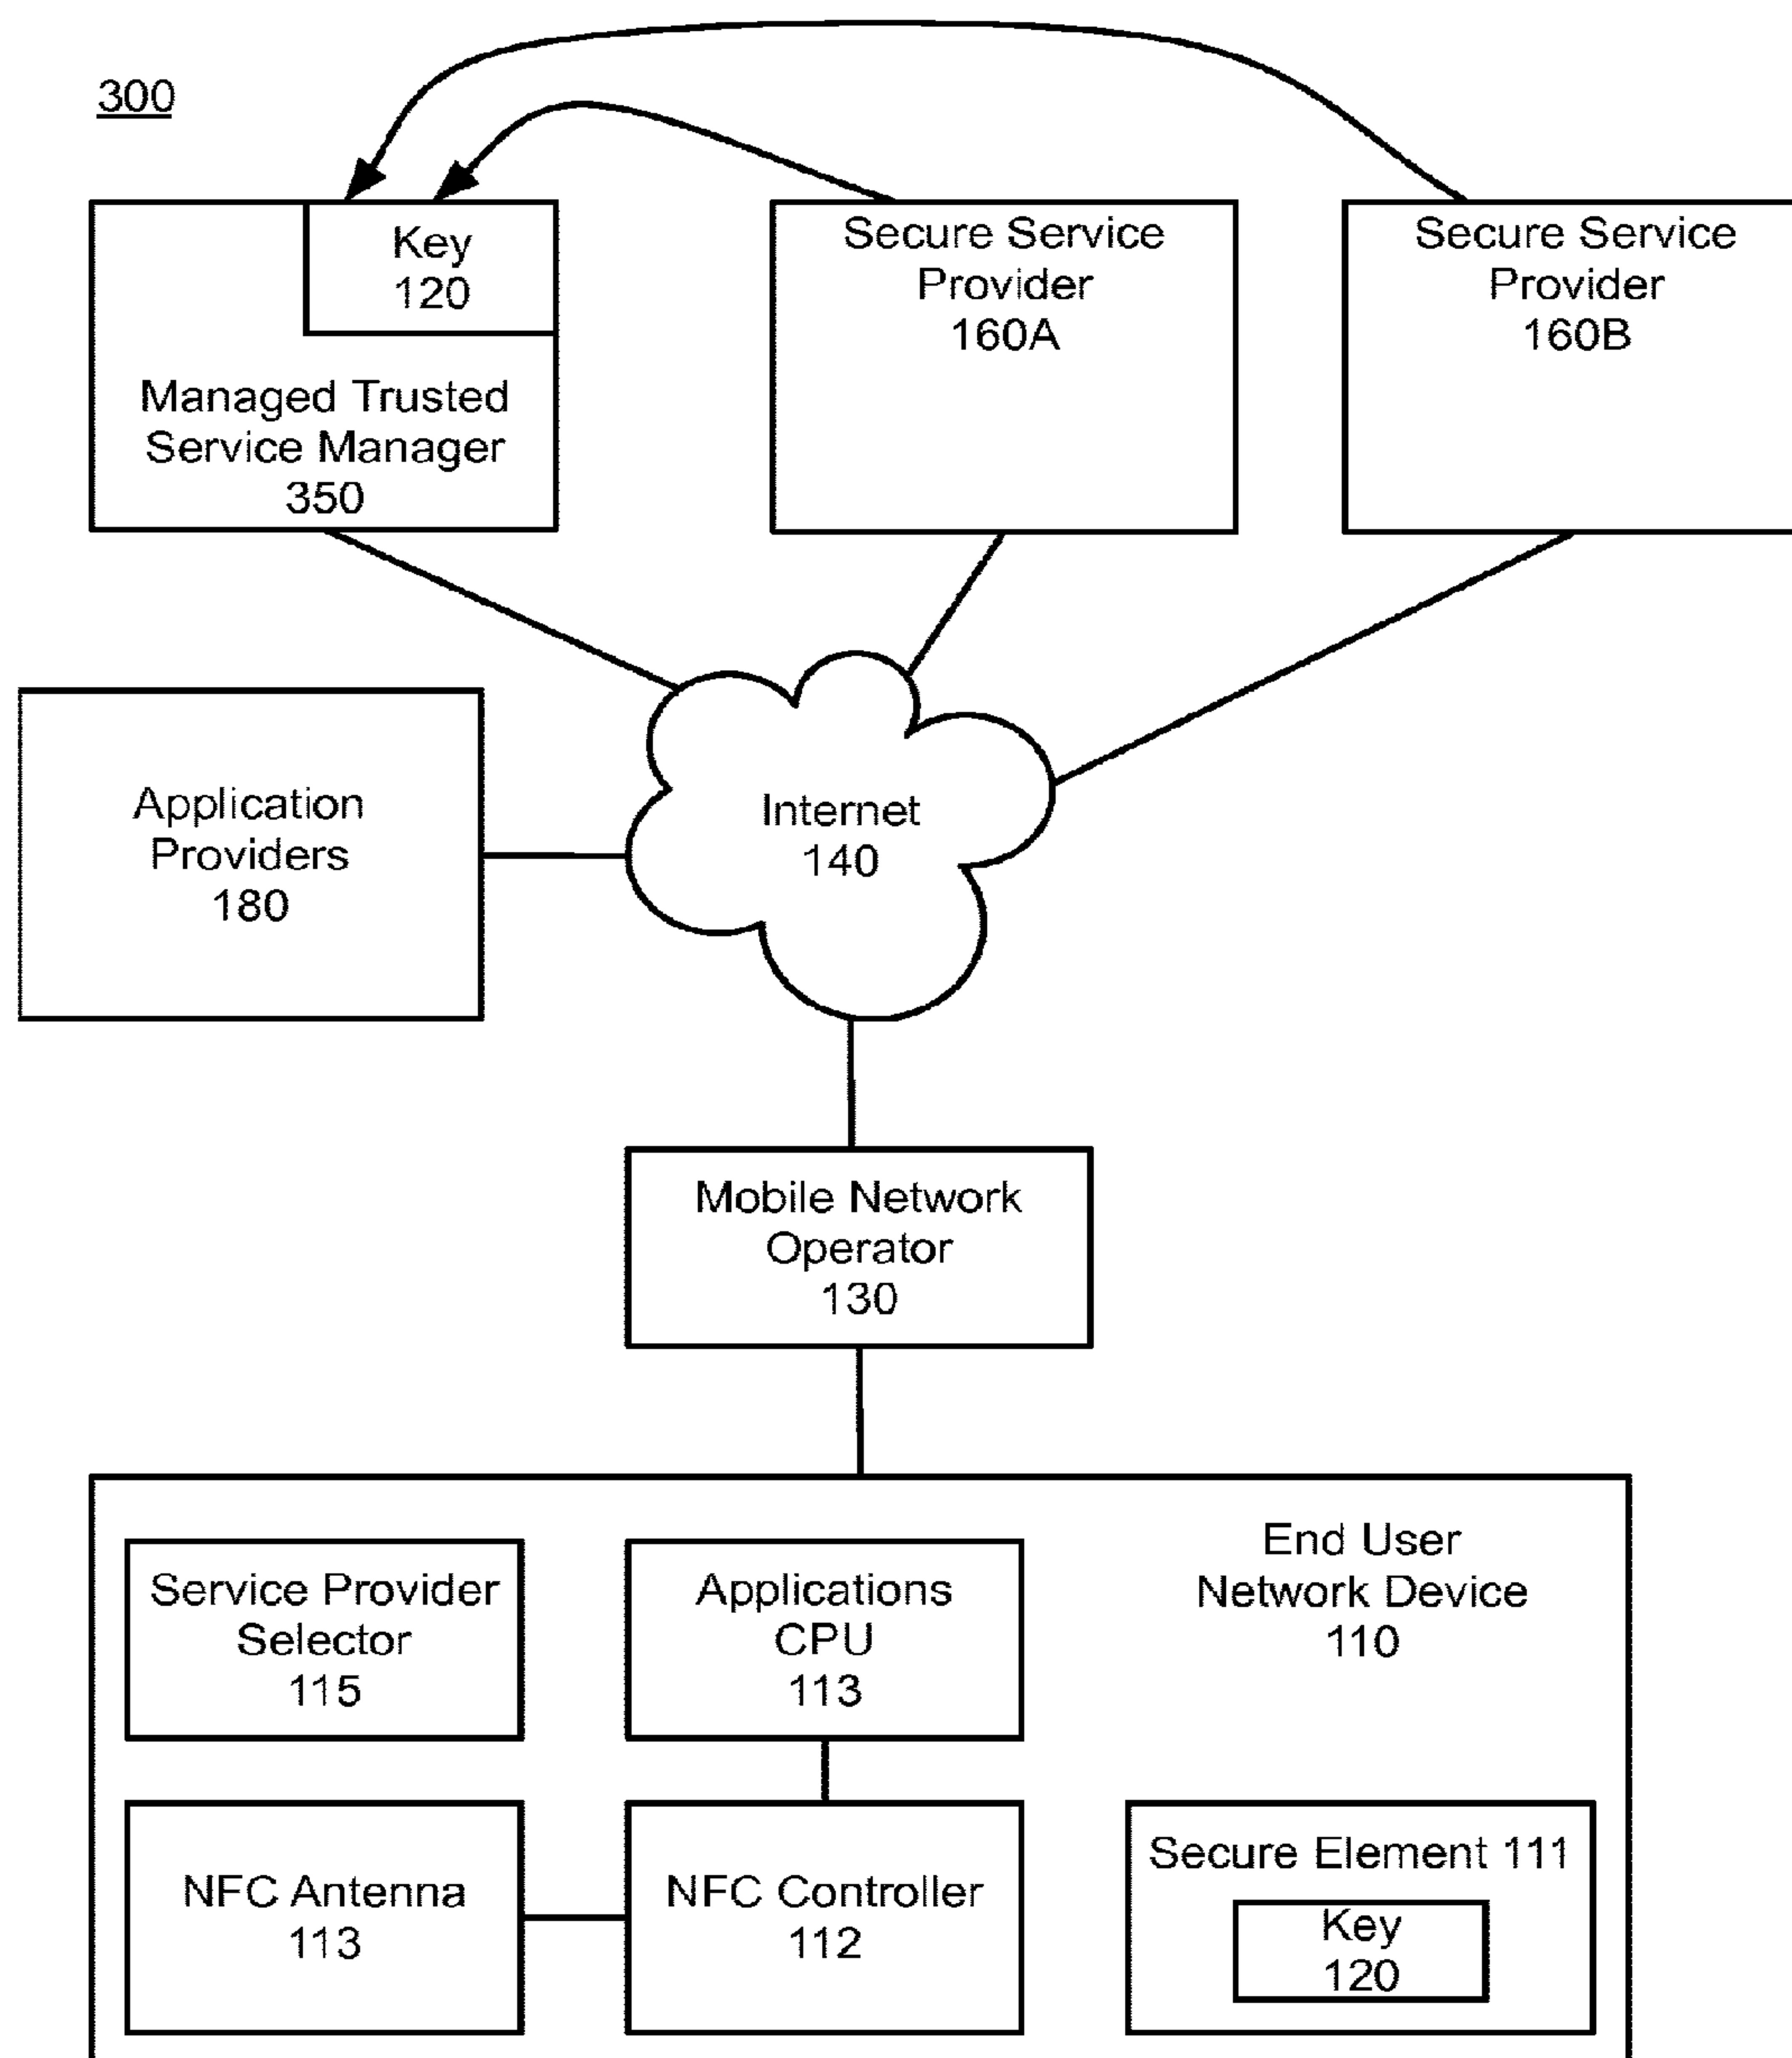 300
Key
120
Managed Trusted
Service Manager
350
Secure Service
Provider
160A
Secure Service
Provider
160B
Application
Providers
180
Internet
140
Mobile Network
Operator
130
End User
Network Device
110
Service Provider
Selector
115
Applications
CPU
113
NFC Antenna
113
NFC Controller
112
Secure Element 111
Key
120